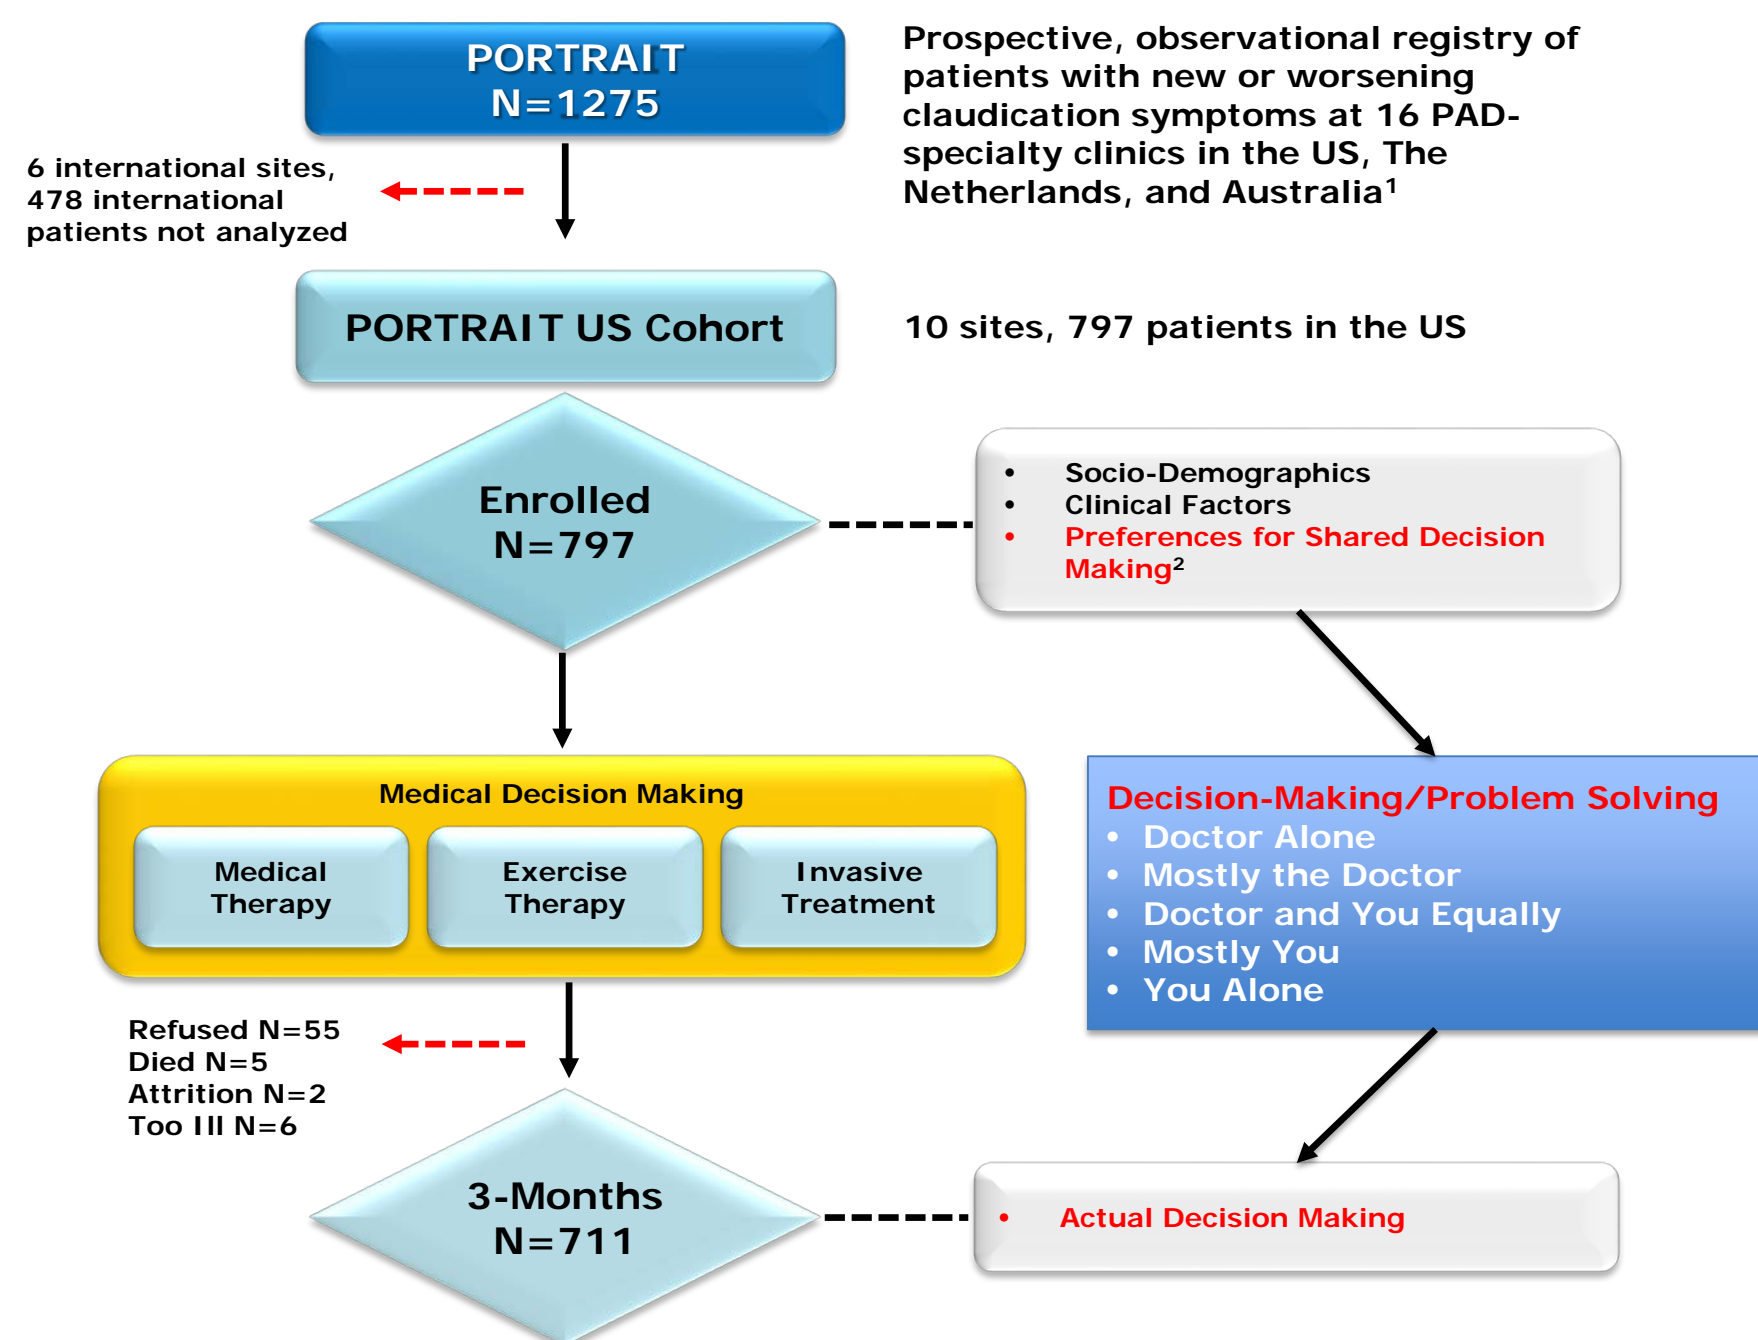 PORTRAIT
N=1275
Prospective, observational registry of
patients with new or worsening
claudication symptoms at 16 PAD-
specialty clinics in the US, The
Netherlands, and Australia¹
6 international sites,
478 international
patients not analyzed
PORTRAIT US Cohort
10 sites, 797 patients in the US
Enrolled
N=797
• Socio-Demographics
• Clinical Factors
• Preferences for Shared Decision
Making²
Medical Decision Making
Medical
Therapy
Exercise
Therapy
Invasive
Treatment
Decision-Making/Problem Solving
• Doctor Alone
• Mostly the Doctor
• Doctor and You Equally
• Mostly You
• You Alone
Refused N=55
Died N=5
Attrition N=2
Too Ill N=6
3-Months
N=711
• Actual Decision Making